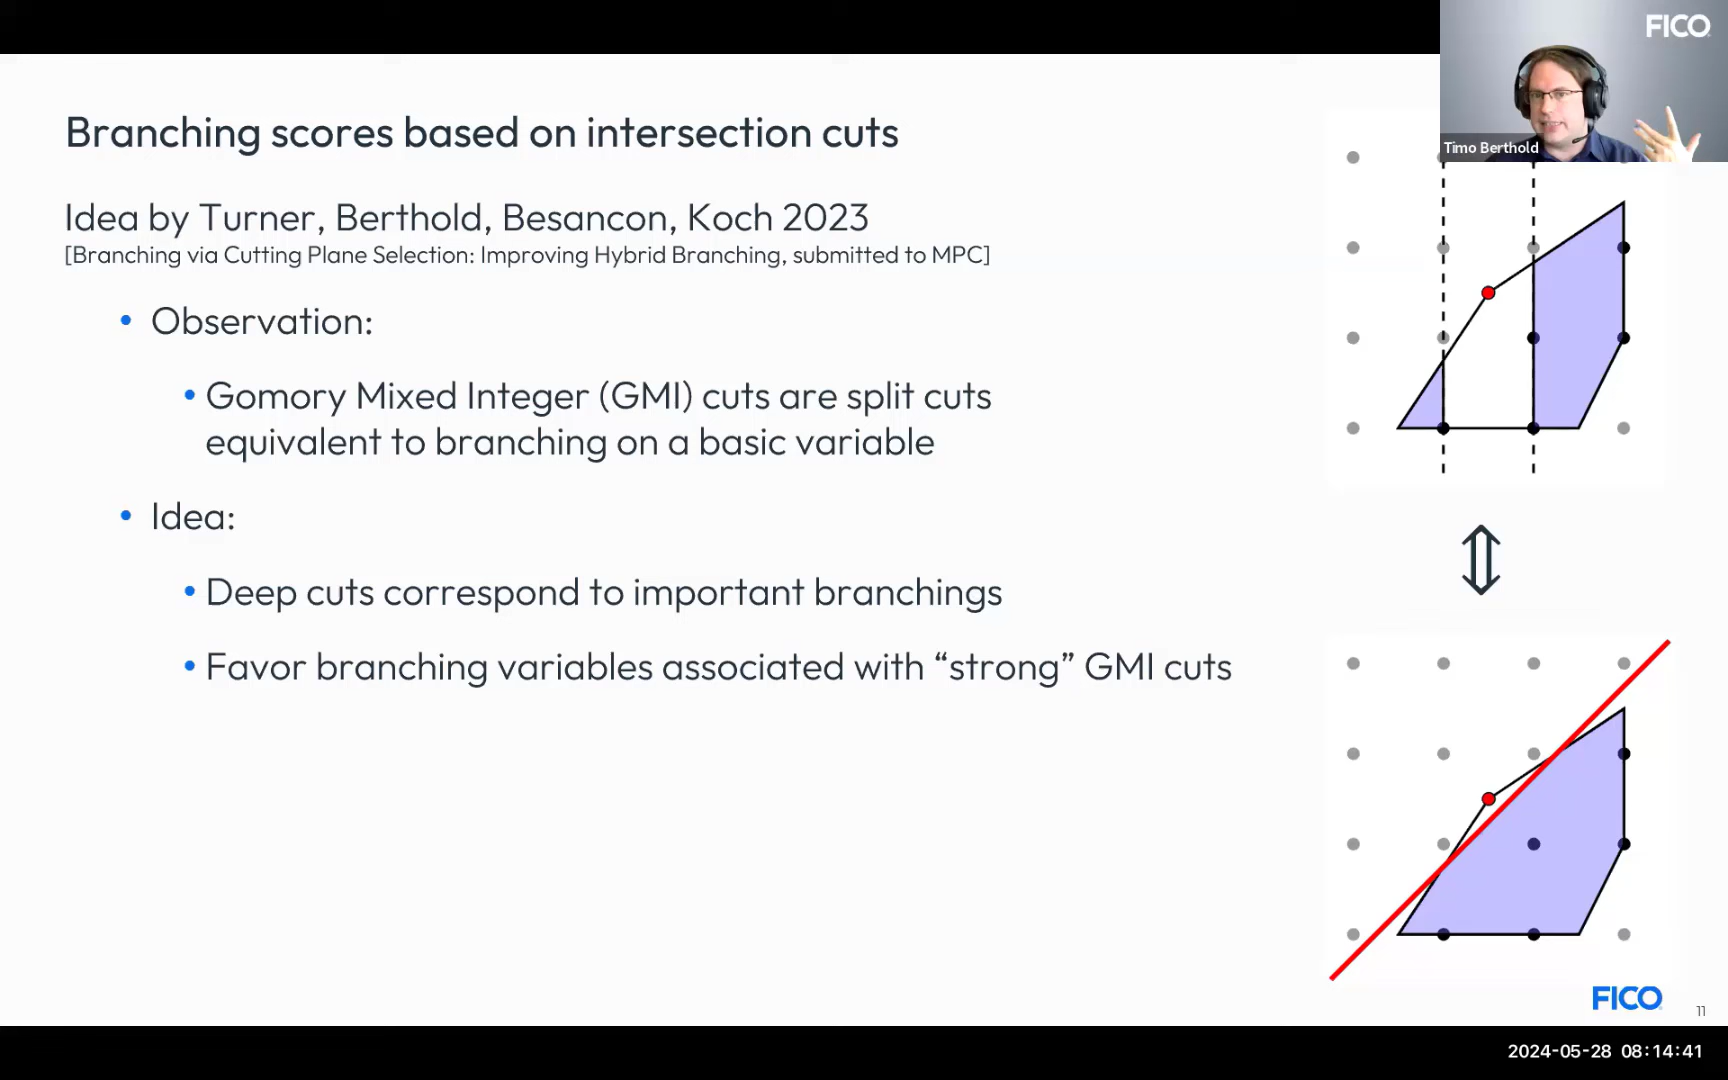 FICO
Timo Berthold
Branching scores based on intersection cuts
Idea by Turner, Berthold, Besancon, Koch 2023
[Branching via Cutting Plane Selection: Improving Hybrid Branching, submitted to MPC]
• Observation:
• Gomory Mixed Integer (GMI) cuts are split cuts
equivalent to branching on a basic variable
• Idea:
• Deep cuts correspond to important branchings
• Favor branching variables associated with “strong” GMI cuts
FICO
11
2024-05-28 08:14:41